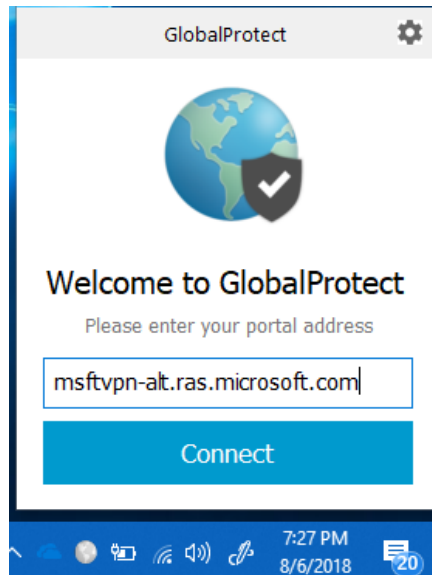 GlobalProtect
Welcome to GlobalProtect
Please enter your portal address
msftvpn-alt.ras.microsoft.com
Connect
7:27 PM
8/6/2018
20